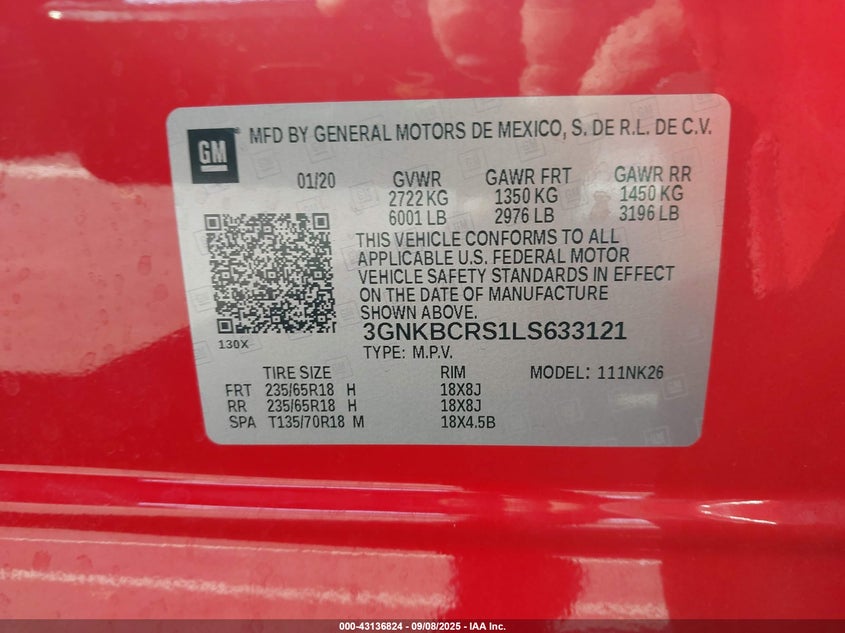 GM
MFD BY GENERAL MOTORS DE MEXICO, S. DE R.L. DE C.V.
01/20 GVWR GAWR FRT GAWR RR
2722 KG 1350 KG 1450 KG
6001 LB 2976 LB 3196 LB
THIS VEHICLE CONFORMS TO ALL
APPLICABLE U.S. FEDERAL MOTOR
VEHICLE SAFETY STANDARDS IN EFFECT
ON THE DATE OF MANUFACTURE
SHOWN ABOVE.
3GNKBCRS1LS633121
130X
TYPE: M.P.V.
TIRE SIZE RIM MODEL: 111NK26
FRT 235/65R18 H 18X8J
RR 235/65R18 H 18X8J
SPA T135/70R18 M 18X4.5B
000-43136824 - 09/08/2025 - IAA Inc.